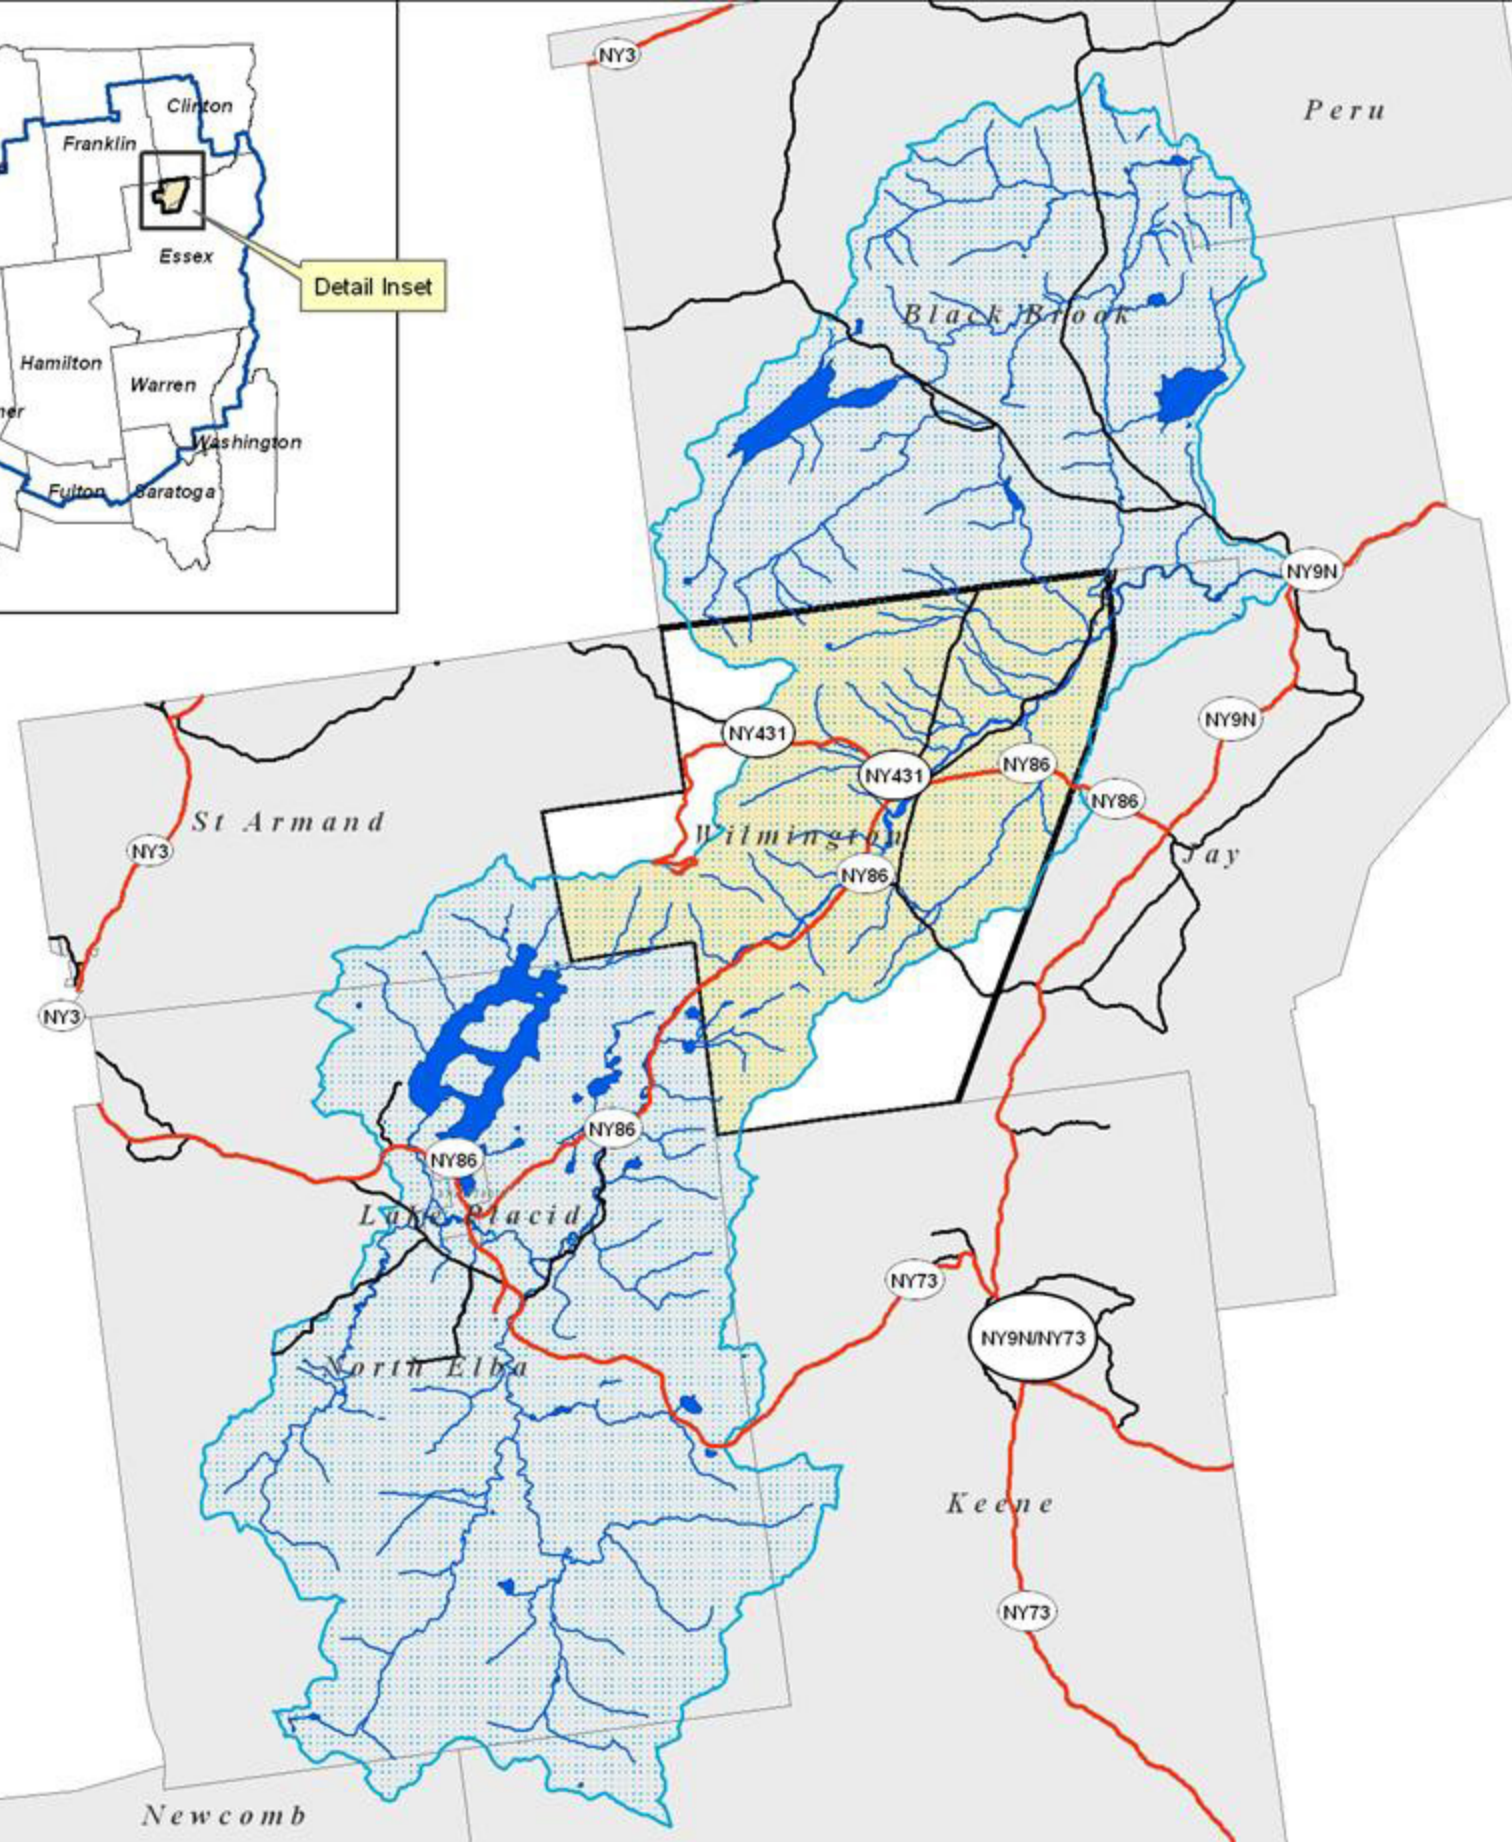 NY3
Clinton
Peru
Franklin
Essex
Detail Inset
Black Brook
Hamilton
Warren
ner
Washington
Fulton
Saratoga
NY9N
NY9N
NY431
NY431
NY86
NY86
St Armand
Wilmington
NY3
Jay
NY86
NY3
NY86
NY86
Lake Placid
NY73
NY9N/NY73
North Elba
Keene
NY73
Newcomb